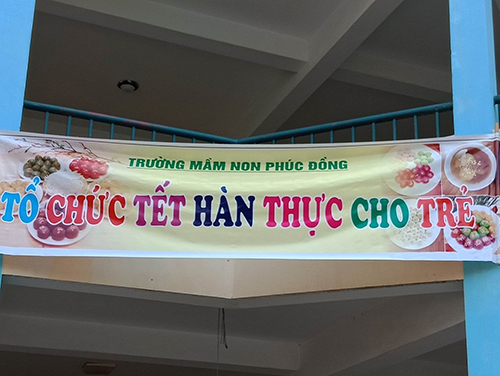 TRƯỜNG MẦM NON PHÚC ĐỒNG
TỔ CHỨC TẾT HÀN THỰC CHO TRẺ